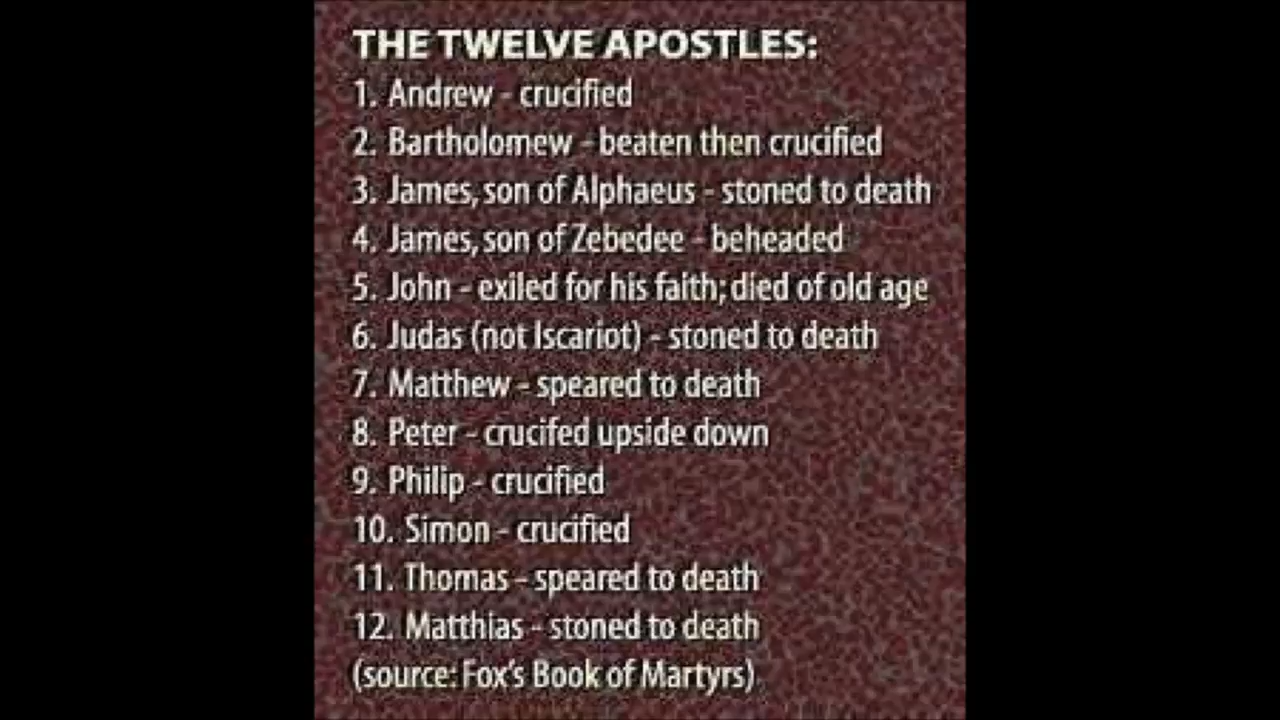 THE TWELVE APOSTLES:
1. Andrew - crucified
2. Bartholomew - beaten then crucified
3. James, son of Alphaeus - stoned to death
4. James, son of Zebedee - beheaded
5. John - exiled for his faith; died of old age
6. Judas (not Iscariot) - stoned to death
7. Matthew - speared to death
8. Peter - crucifed upside down
9. Philip - crucified
10. Simon - crucified
11. Thomas - speared to death
12. Matthias - stoned to death
(source: Fox's Book of Martyrs)